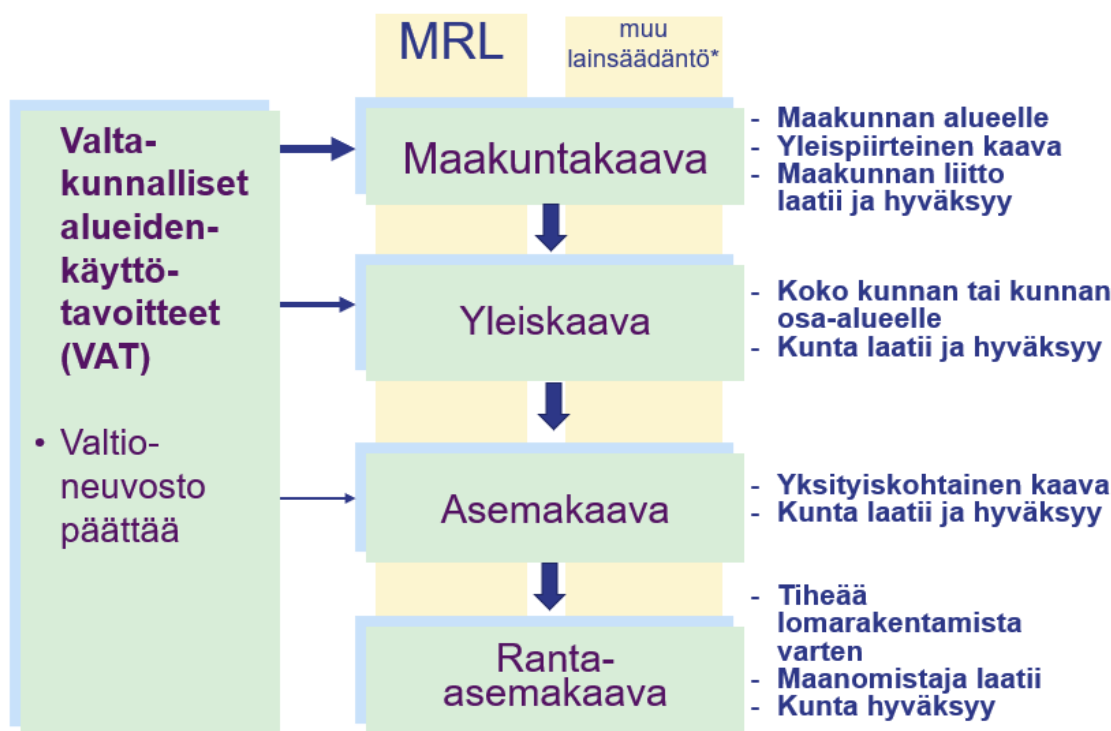 MRL
muu
lainsäädäntö*
Valta-
kunnalliset
alueiden-
käyttö-
tavoitteet
(VAT)
• Valtio-
neuvosto
päättää
Maakuntakaava
- Maakunnan alueelle
- Yleispiirteinen kaava
- Maakunnan liitto
laatii ja hyväksyy
Yleiskaava
- Koko kunnan tai kunnan
osa-alueelle
- Kunta laatii ja hyväksyy
Asemakaava
- Yksityiskohtainen kaava
- Kunta laatii ja hyväksyy
Ranta-
asemakaava
- Tiheää
lomarakentamista
varten
- Maanomistaja laatii
- Kunta hyväksyy